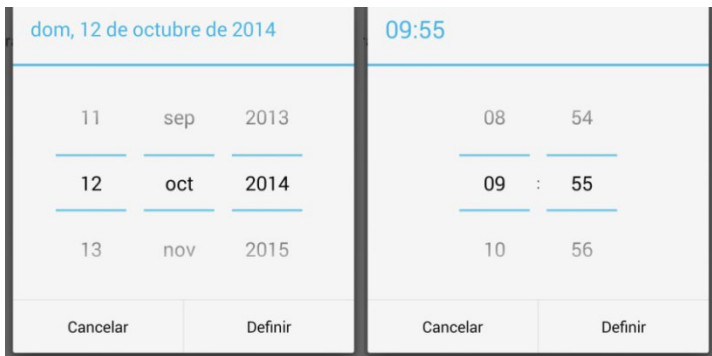 dom, 12 de octubre de 2014
11 sep 2013
12 oct 2014
13 nov 2015
Cancelar Definir
09:55
08 54
09 : 55
10 56
Cancelar Definir